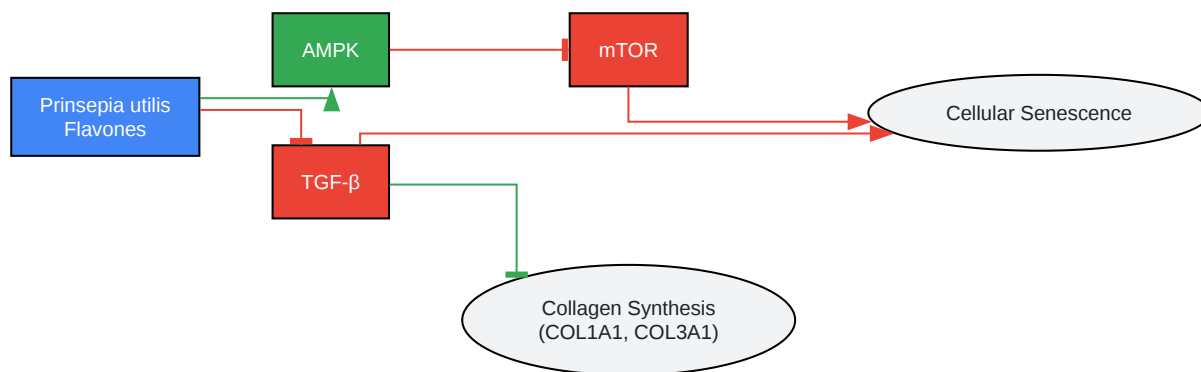 AMPK
mTOR
Prinsepia utilis
Flavones
Cellular Senescence
TGF-β
Collagen Synthesis
(COL1A1, COL3A1)